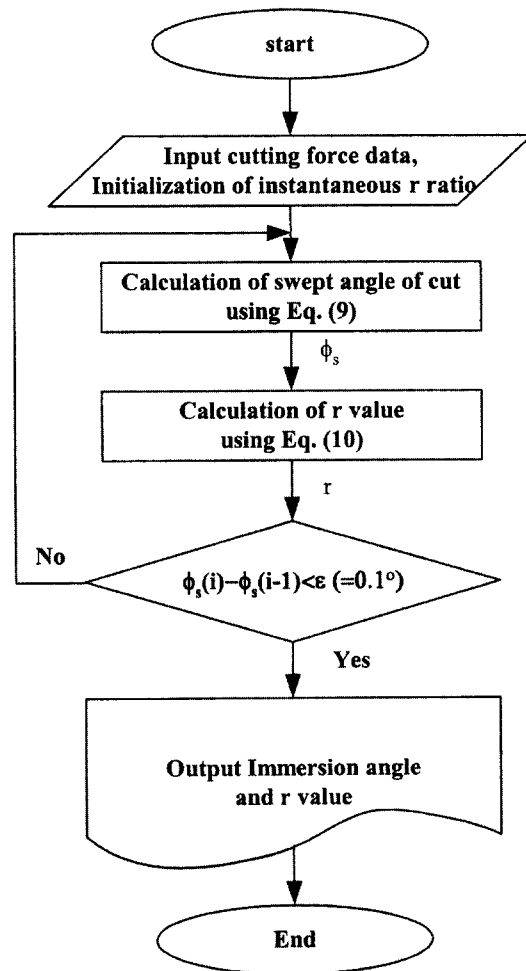 start
Input cutting force data,
Initialization of instantaneous r ratio
Calculation of swept angle of cut
using Eq. (9)
ϕs
Calculation of r value
using Eq. (10)
r
No
ϕs(i)−ϕs(i-1)<ε (=0.1°)
Yes
Output Immersion angle
and r value
End